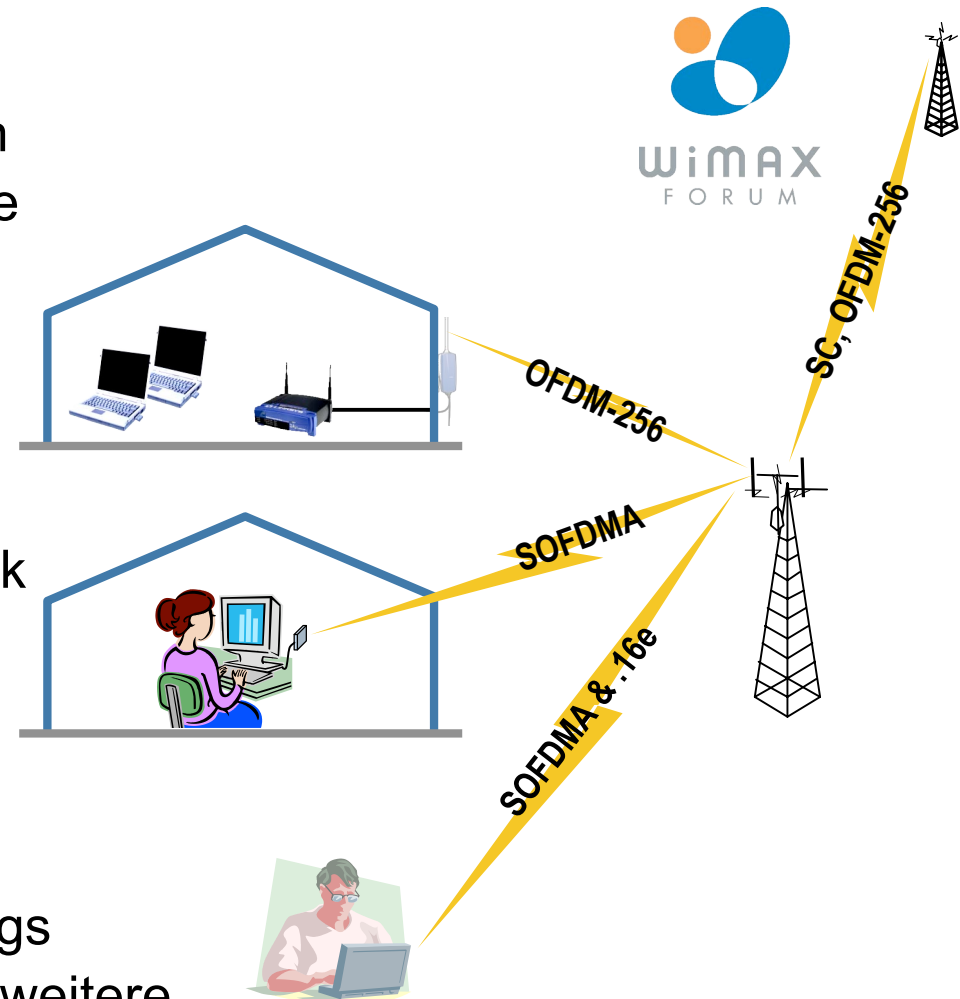 WiMAX
FORUM
n
e
SC, OFDM-256
OFDM-256
SOFDMA
k
SOFDMA & .16e
gs
weitere